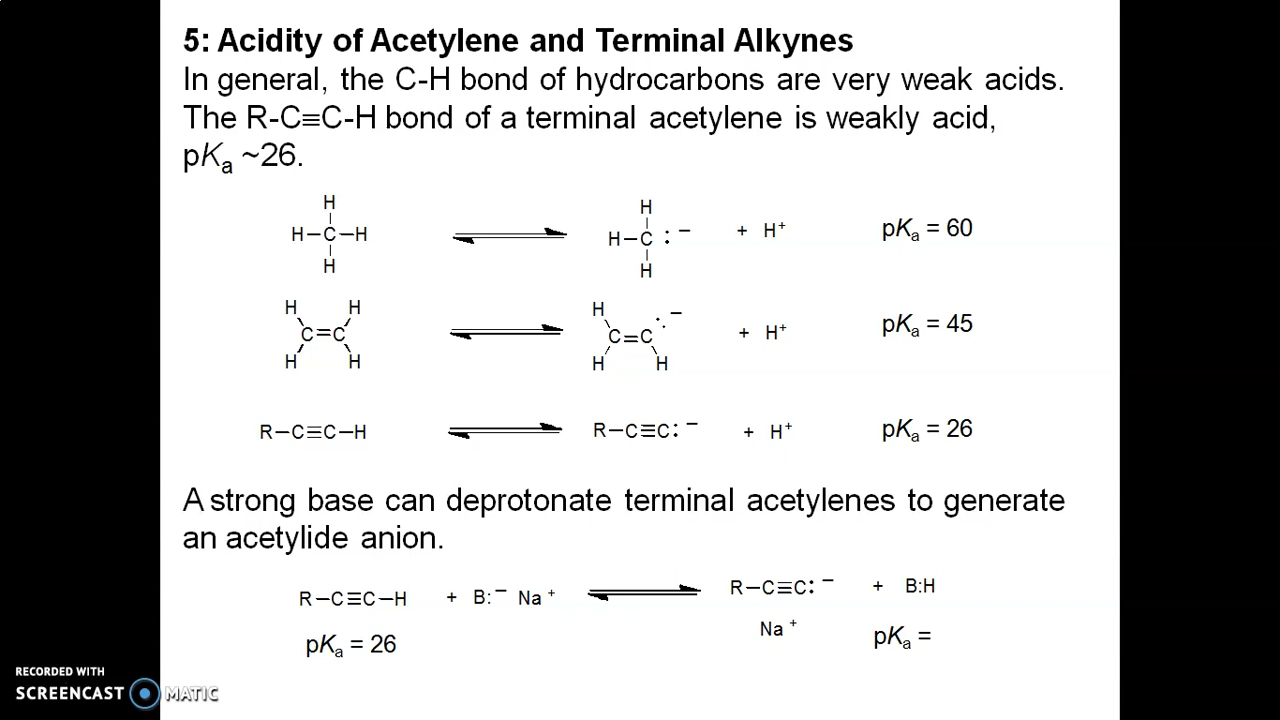 5: Acidity of Acetylene and Terminal Alkynes
In general, the C-H bond of hydrocarbons are very weak acids.
The R-C≡C-H bond of a terminal acetylene is weakly acid,
pKa ~26.
H
H–C–H
H
H
H–C:⁻
H
+ H⁺
pKa = 60
H H
C=C
H H
H
C=C:⁻
H H
+ H⁺
pKa = 45
R–C≡C–H
R–C≡C:⁻
+ H⁺
pKa = 26
A strong base can deprotonate terminal acetylenes to generate
an acetylide anion.
R–C≡C–H + B:⁻ Na⁺
R–C≡C:⁻ + B:H
Na⁺
pKa = 26
pKa =
RECORDED WITH
SCREENCAST MATIC